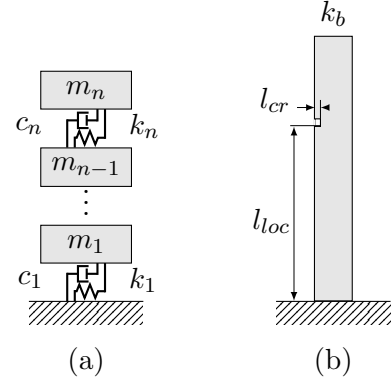 m_n
c_n k_n
m_{n-1}
⋮
m_1
c_1 k_1
(a)
k_b
l_{cr}
l_{loc}
(b)